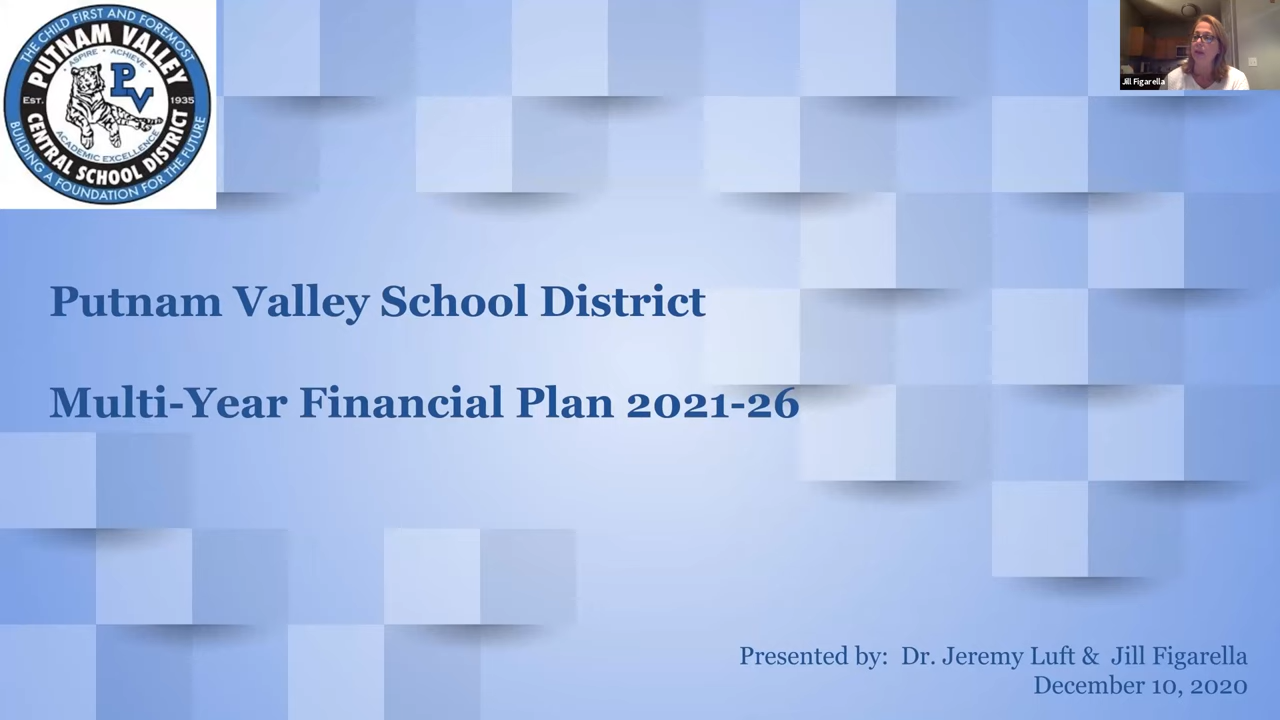 THE CHILD FIRST AND FOREMOST
PUTNAM VALLEY
• ASPIRE • ACHIEVE •
PV
Est. 1935
ACADEMIC EXCELLENCE
CENTRAL SCHOOL DISTRICT
BUILDING A FOUNDATION FOR THE FUTURE
Jill Figarella
Putnam Valley School District
Multi-Year Financial Plan 2021-26
Presented by: Dr. Jeremy Luft & Jill Figarella
December 10, 2020